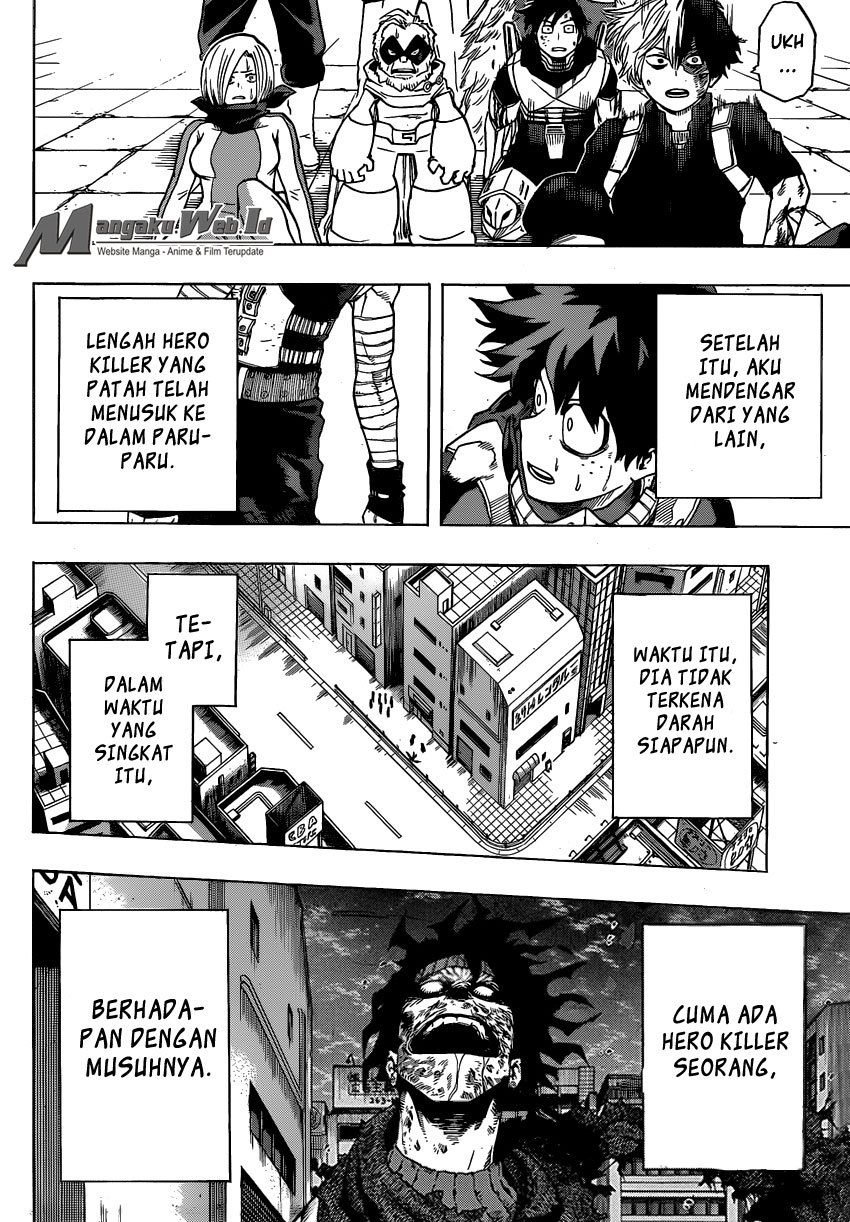 UKH
...
Mangaku Web.Id
Website Manga - Anime & Film Terupdate
SETELAH
ITU, AKU
MENDENGAR
DARI YANG
LAIN,
LENGAH HERO
KILLER YANG
PATAH TELAH
MENUSUK KE
DALAM PARU-
PARU.
WAKTU ITU,
DIA TIDAK
TERKENA
DARAH
SIAPAPUN.
TE-
TAPI,
DALAM
WAKTU
YANG
SINGKAT
ITU,
CUMA ADA
HERO KILLER
SEORANG,
BERHADA-
PAN DENGAN
MUSUHNYA.